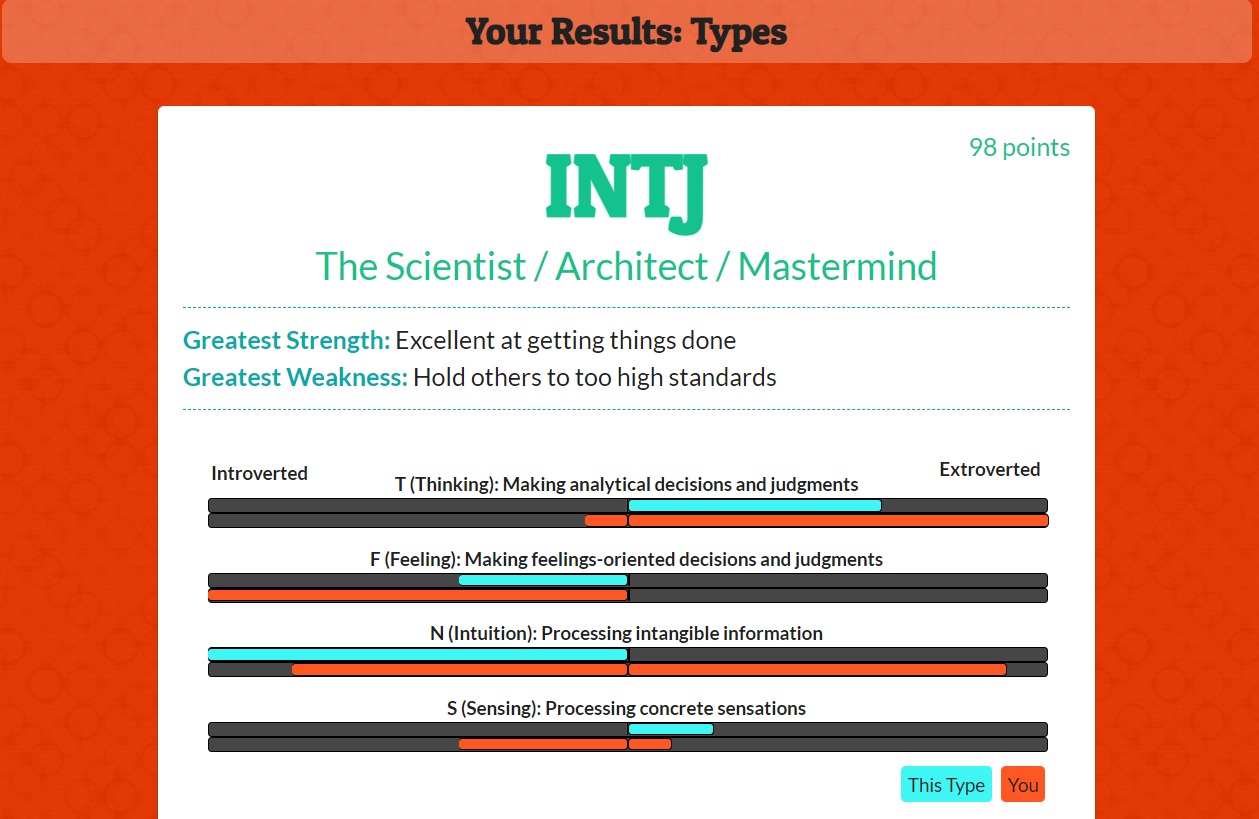 Your Results: Types
98 points
INTJ
The Scientist / Architect / Mastermind
Greatest Strength: Excellent at getting things done
Greatest Weakness: Hold others to too high standards
Introverted
Extroverted
T (Thinking): Making analytical decisions and judgments
F (Feeling): Making feelings-oriented decisions and judgments
N (Intuition): Processing intangible information
S (Sensing): Processing concrete sensations
This Type
You